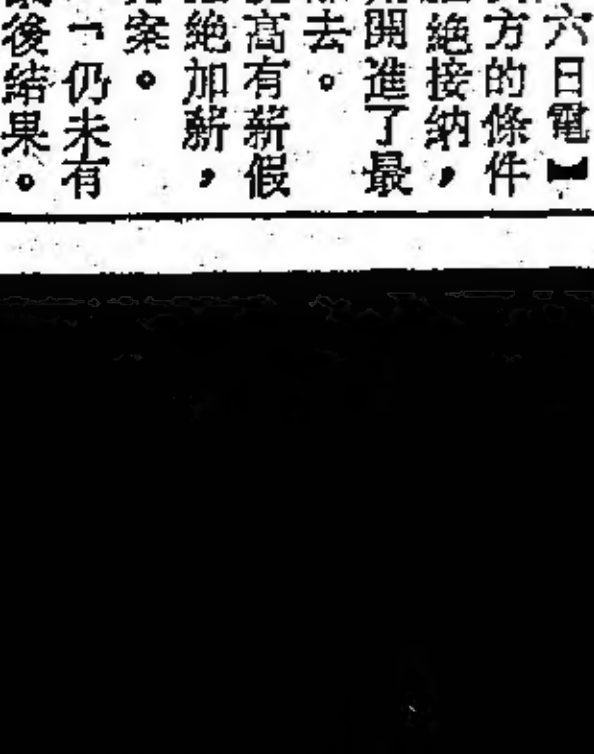 六日電】
方的條件
絕接納，
開進了最
去。
高有薪假
絕加薪，
案。
「仍未有
後結果。